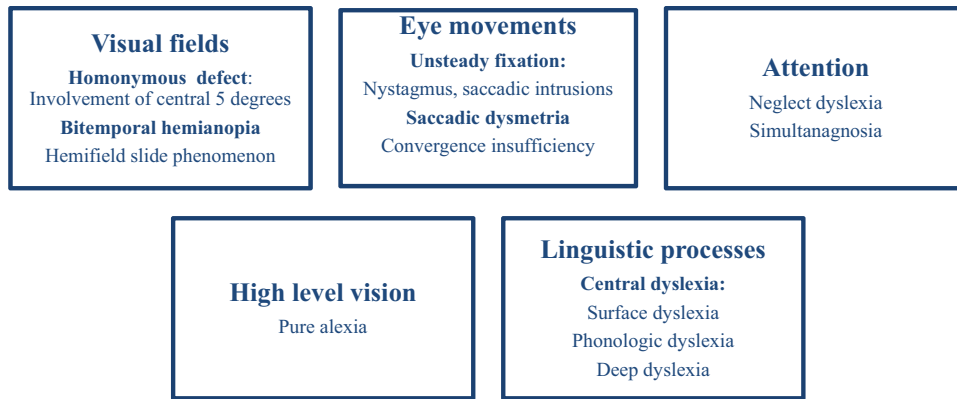 Visual fields
Homonymous defect:
Involvement of central 5 degrees
Bitemporal hemianopia
Hemifield slide phenomenon
Eye movements
Unsteady fixation:
Nystagmus, saccadic intrusions
Saccadic dysmetria
Convergence insufficiency
Attention
Neglect dyslexia
Simultanagnosia
High level vision
Pure alexia
Linguistic processes
Central dyslexia:
Surface dyslexia
Phonologic dyslexia
Deep dyslexia